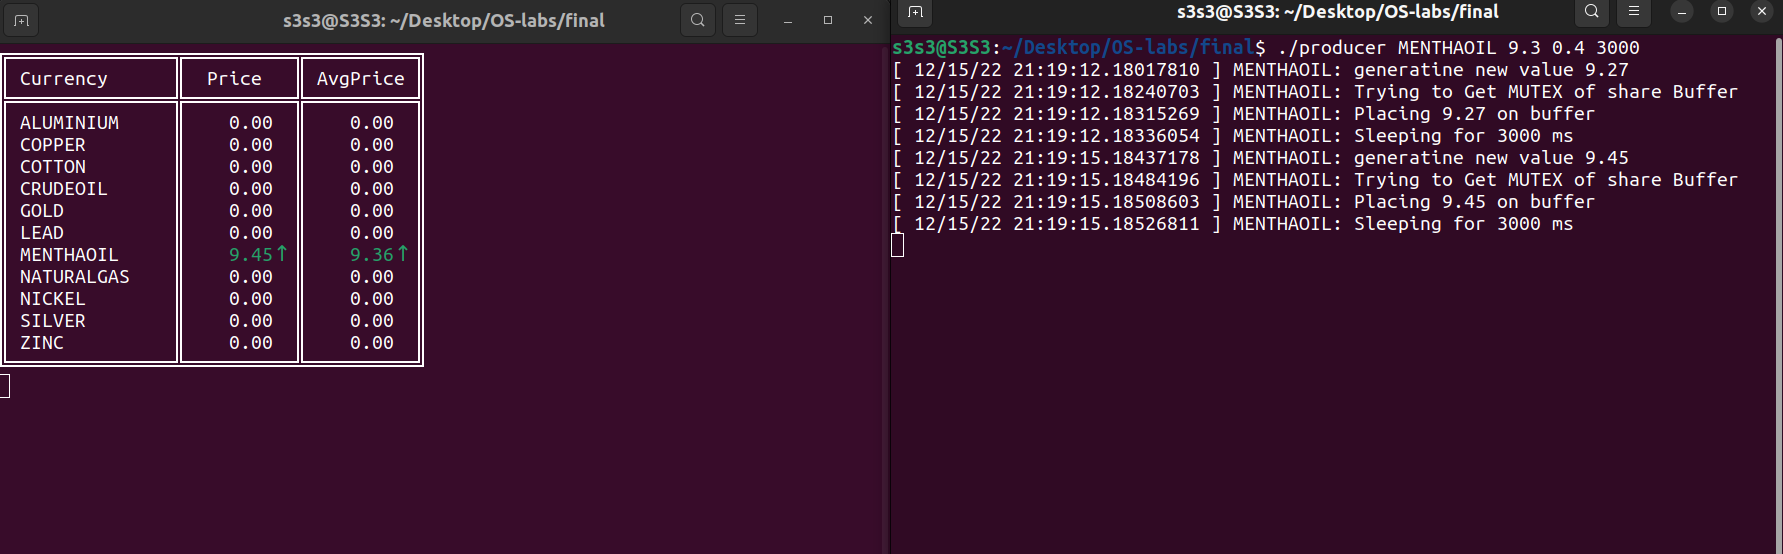 s3s3@S3S3: ~/Desktop/OS-labs/final
Currency Price AvgPrice
ALUMINIUM 0.00 0.00
COPPER 0.00 0.00
COTTON 0.00 0.00
CRUDEOIL 0.00 0.00
GOLD 0.00 0.00
LEAD 0.00 0.00
MENTHAOIL 9.45↑ 9.36↑
NATURALGAS 0.00 0.00
NICKEL 0.00 0.00
SILVER 0.00 0.00
ZINC 0.00 0.00
s3s3@S3S3: ~/Desktop/OS-labs/final
s3s3@S3S3:~/Desktop/OS-labs/final$ ./producer MENTHAOIL 9.3 0.4 3000
[ 12/15/22 21:19:12.18017810 ] MENTHAOIL: generatine new value 9.27
[ 12/15/22 21:19:12.18240703 ] MENTHAOIL: Trying to Get MUTEX of share Buffer
[ 12/15/22 21:19:12.18315269 ] MENTHAOIL: Placing 9.27 on buffer
[ 12/15/22 21:19:12.18336054 ] MENTHAOIL: Sleeping for 3000 ms
[ 12/15/22 21:19:15.18437178 ] MENTHAOIL: generatine new value 9.45
[ 12/15/22 21:19:15.18484196 ] MENTHAOIL: Trying to Get MUTEX of share Buffer
[ 12/15/22 21:19:15.18508603 ] MENTHAOIL: Placing 9.45 on buffer
[ 12/15/22 21:19:15.18526811 ] MENTHAOIL: Sleeping for 3000 ms